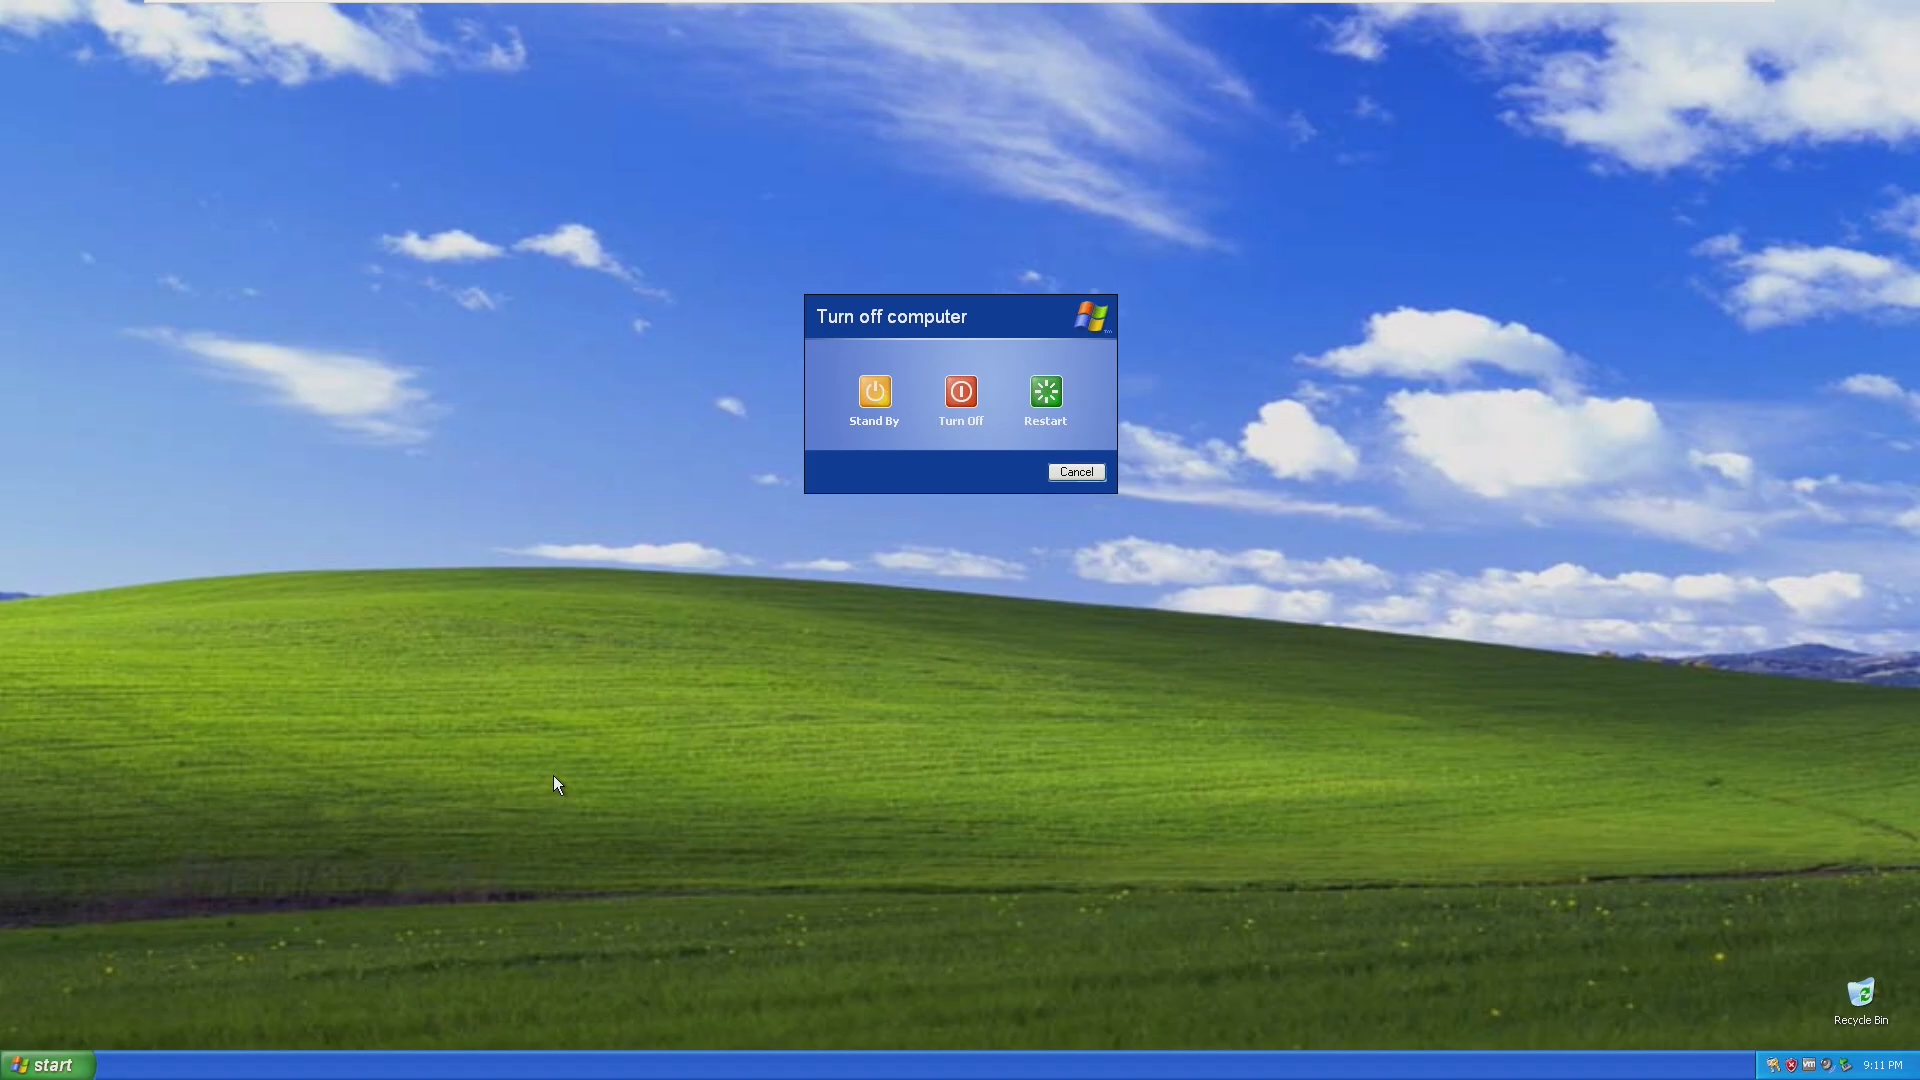 Turn off computer
Stand By
Turn Off
Restart
Cancel
Recycle Bin
start
9:11 PM